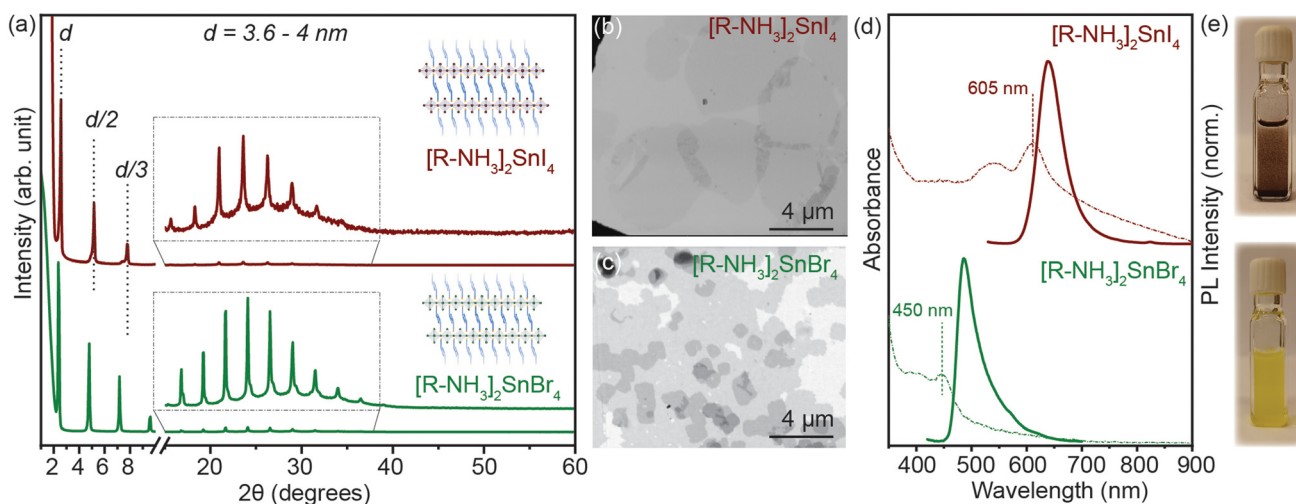 (a)
d
d = 3.6 - 4 nm
d/2
d/3
[R-NH₃]₂SnI₄
[R-NH₃]₂SnBr₄
Intensity (arb. unit)
2 4 6 8 20 30 40 50 60
2θ (degrees)
(b)
[R-NH₃]₂SnI₄
4 µm
(c)
[R-NH₃]₂SnBr₄
4 µm
(d)
[R-NH₃]₂SnI₄
605 nm
[R-NH₃]₂SnBr₄
450 nm
Absorbance
PL Intensity (norm.)
400 500 600 700 800 900
Wavelength (nm)
(e)